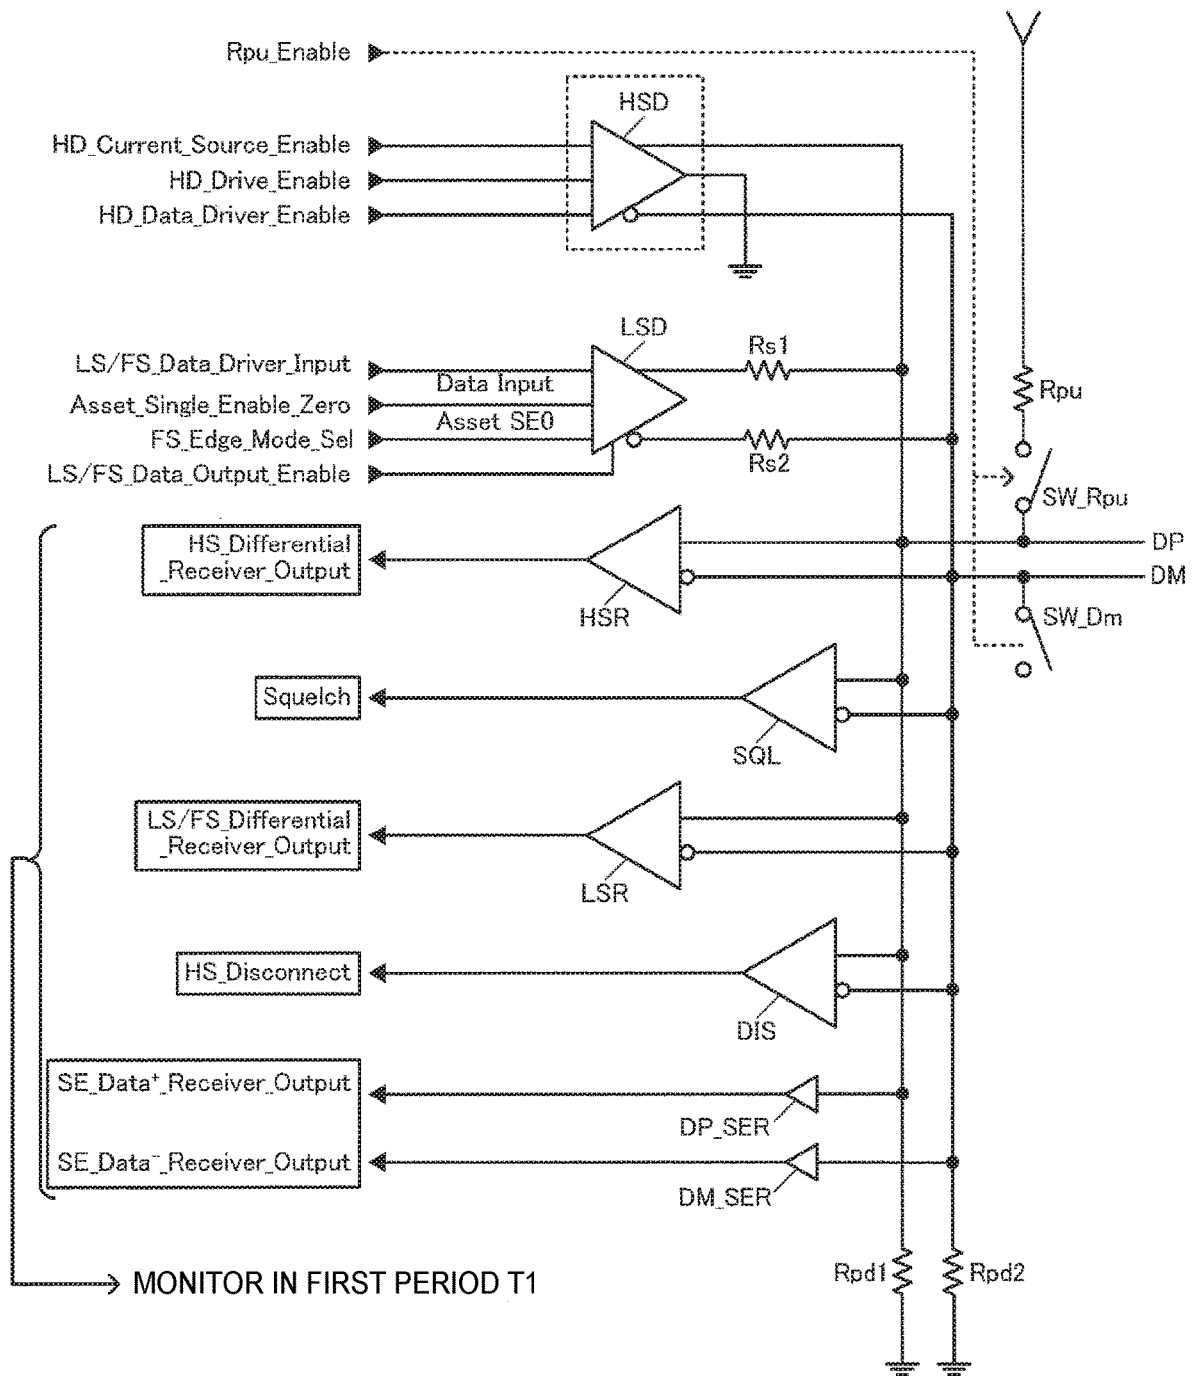 Rpu_Enable
HSD
HD_Current_Source_Enable
HD_Drive_Enable
HD_Data_Driver_Enable
LSD
Rs1
LS/FS_Data_Driver_Input
Data Input
Rpu
Asset_Single_Enable_Zero
Asset SE0
FS_Edge_Mode_Sel
Rs2
LS/FS_Data_Output_Enable
SW_Rpu
HS_Differential
_Receiver_Output
DP
DM
HSR
SW_Dm
Squelch
SQL
LS/FS_Differential
_Receiver_Output
LSR
HS_Disconnect
DIS
SE_Data⁺_Receiver_Output
DP_SER
SE_Data⁻_Receiver_Output
DM_SER
Rpd1
Rpd2
MONITOR IN FIRST PERIOD T1